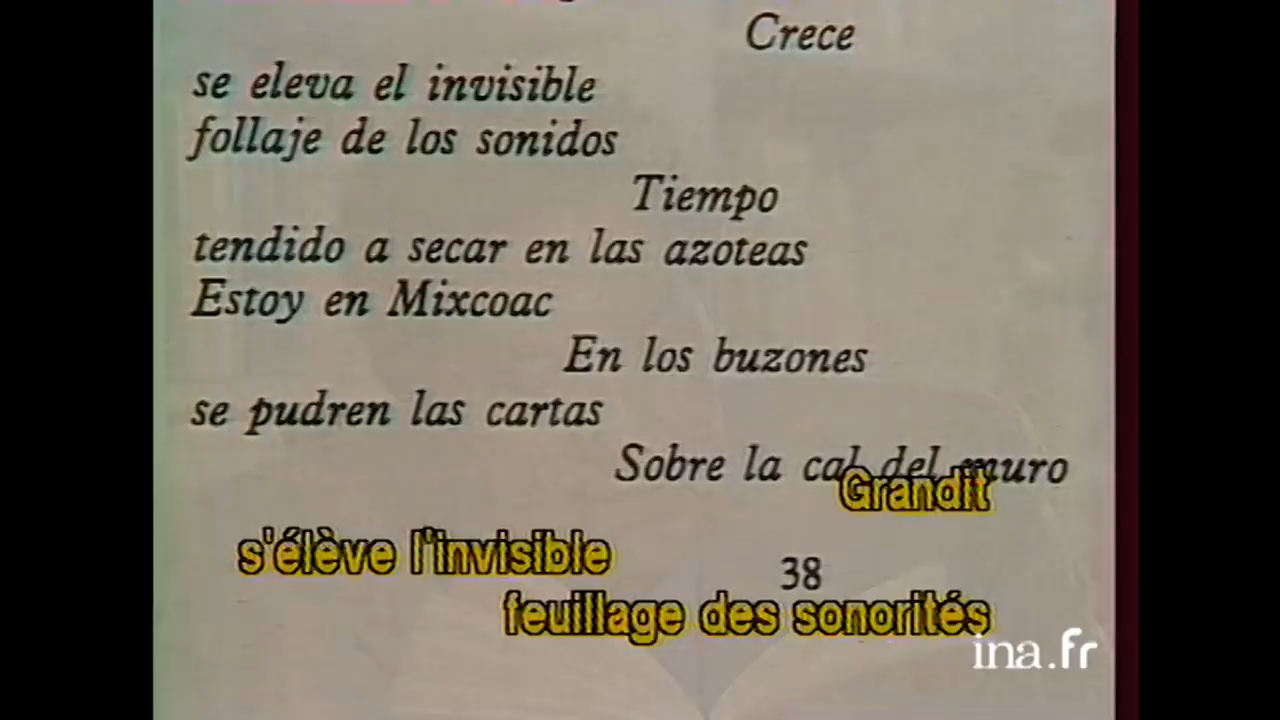 Crece
se eleva el invisible
follaje de los sonidos
Tiempo
tendido a secar en las azoteas
Estoy en Mixcoac
En los buzones
se pudren las cartas
Sobre la cal del muro
Grandit
s'élève l'invisible
38
feuillage des sonorités
ina.fr